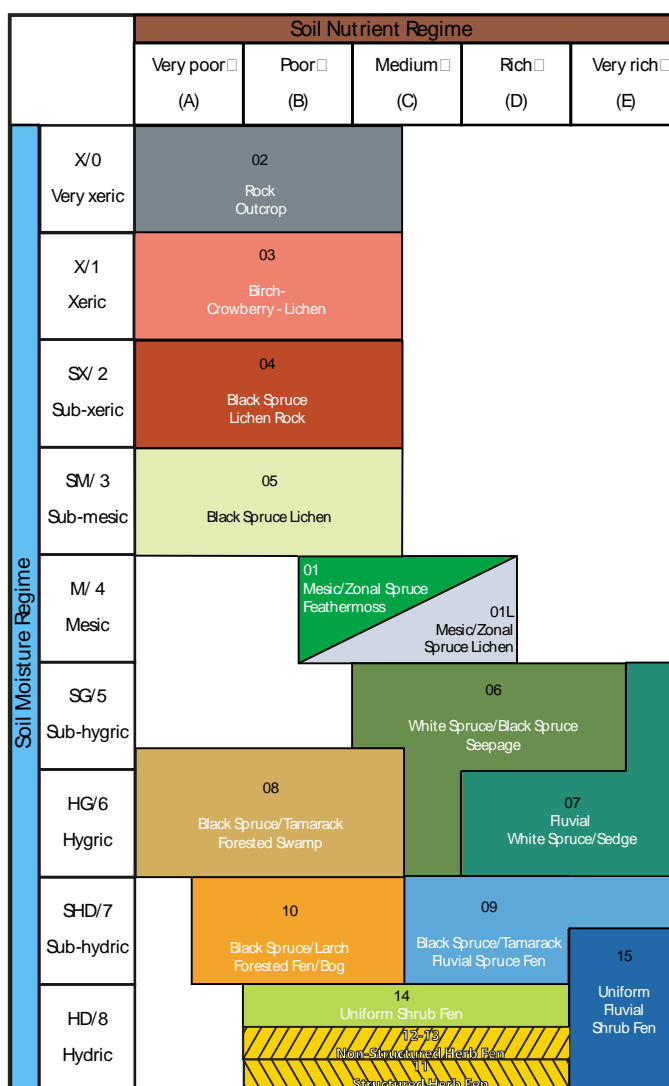 Soil Nutrient Regime
Very poor□
(A)
Poor□
(B)
Medium□
(C)
Rich□
(D)
Very rich□
(E)
Soil Moisture Regime
X/0
Very xeric
02
Rock
Outcrop
X/1
Xeric
03
Birch-
Crowberry - Lichen
SX/ 2
Sub-xeric
04
Black Spruce
Lichen Rock
SM/ 3
Sub-mesic
05
Black Spruce Lichen
M/ 4
Mesic
01
Mesic/Zonal Spruce
Feathermoss
01L
Mesic/Zonal
Spruce Lichen
SG/5
Sub-hygric
06
White Spruce/Black Spruce
Seepage
HG/6
Hygric
08
Black Spruce/Tamarack
Forested Swamp
07
Fluvial
White Spruce/Sedge
SHD/7
Sub-hydric
10
Black Spruce/Larch
Forested Fen/Bog
09
Black Spruce/Tamarack
Fluvial Spruce Fen
15
Uniform
Fluvial
Shrub Fen
HD/8
Hydric
14
Uniform Shrub Fen
12-13
Non-Structured Herb Fen
11
Structured Herb Fen